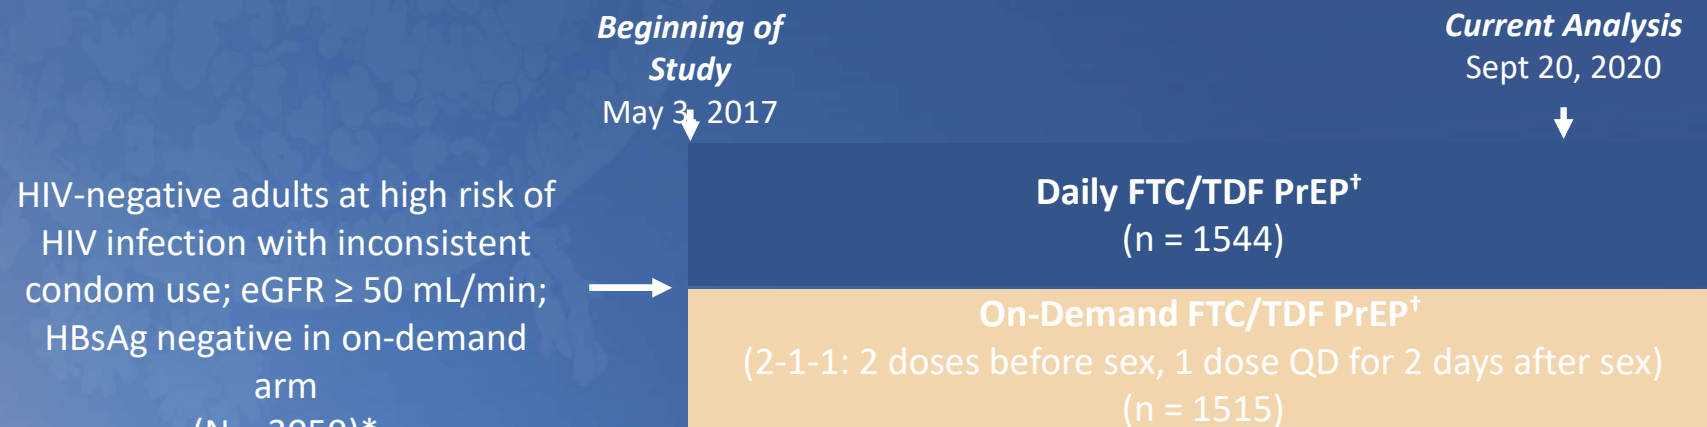 Beginning of
Study
May 3, 2017
Current Analysis
Sept 20, 2020
HIV-negative adults at high risk of
HIV infection with inconsistent
condom use; eGFR ≥ 50 mL/min;
HBsAg negative in on-demand
arm
(N = 3059)*
Daily FTC/TDF PrEP†
(n = 1544)
On-Demand FTC/TDF PrEP†
(2-1-1: 2 doses before sex, 1 dose QD for 2 days after sex)
(n = 1515)